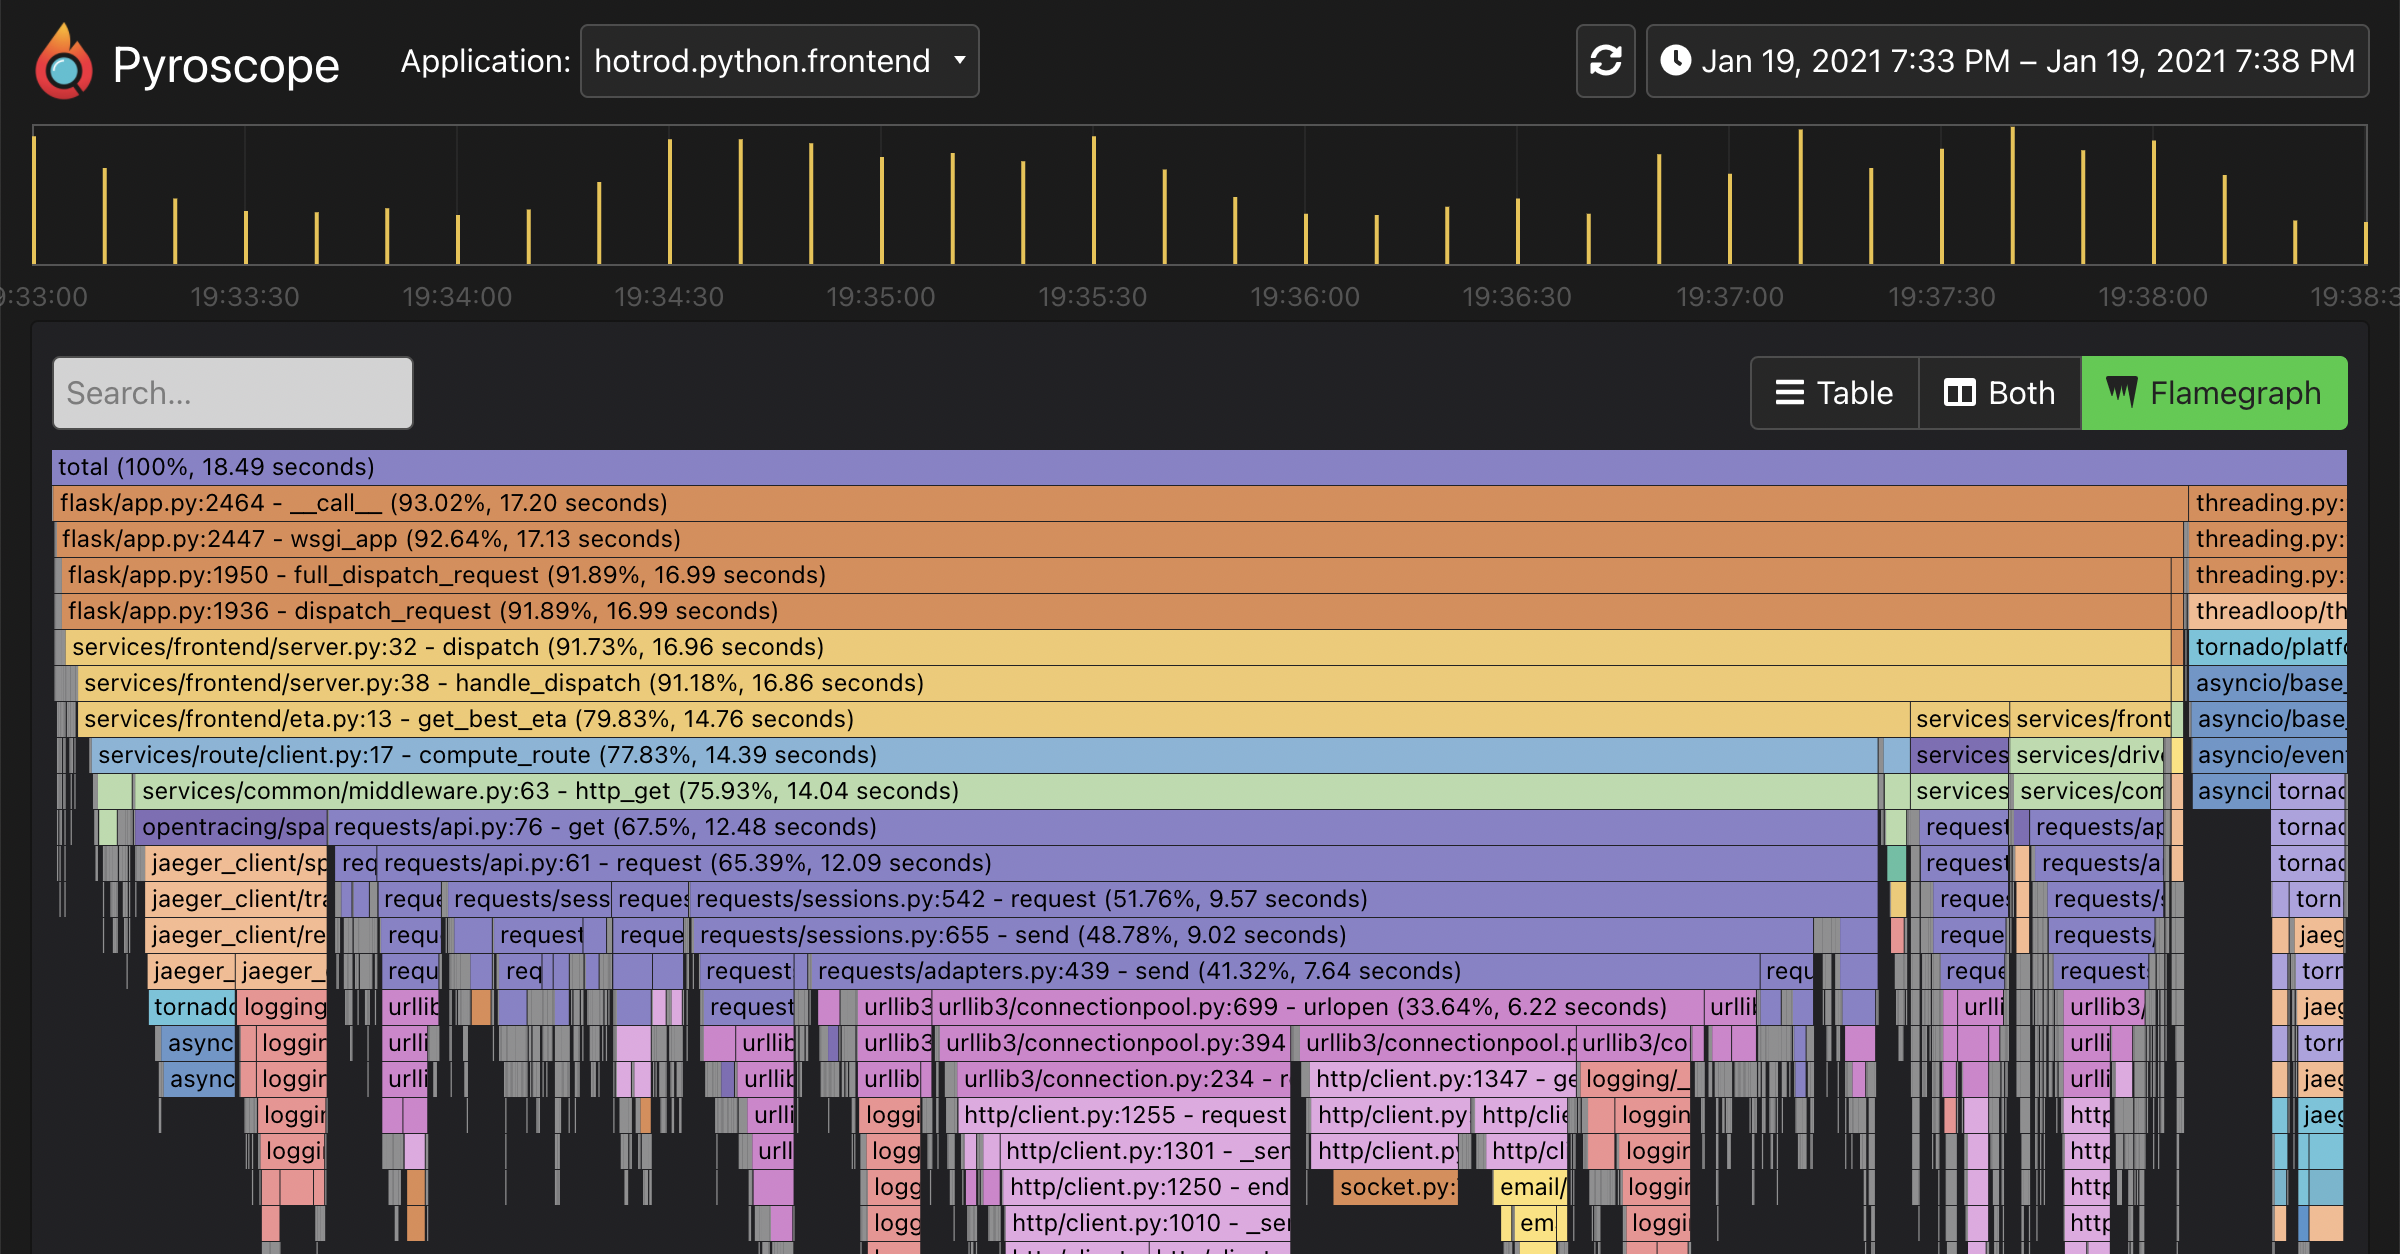 Pyroscope Application: hotrod.python.frontend Jan 19, 2021 7:33 PM – Jan 19, 2021 7:38 PM
:33:00 19:33:30 19:34:00 19:34:30 19:35:00 19:35:30 19:36:00 19:36:30 19:37:00 19:37:30 19:38:00 19:38:3
Search... Table Both Flamegraph
total (100%, 18.49 seconds)
flask/app.py:2464 - __call__ (93.02%, 17.20 seconds) threading.py:
flask/app.py:2447 - wsgi_app (92.64%, 17.13 seconds) threading.py:
flask/app.py:1950 - full_dispatch_request (91.89%, 16.99 seconds) threading.py:
flask/app.py:1936 - dispatch_request (91.89%, 16.99 seconds) threadloop/th
services/frontend/server.py:32 - dispatch (91.73%, 16.96 seconds) tornado/platfo
services/frontend/server.py:38 - handle_dispatch (91.18%, 16.86 seconds) asyncio/base_
services/frontend/eta.py:13 - get_best_eta (79.83%, 14.76 seconds) services services/front asyncio/base_
services/route/client.py:17 - compute_route (77.83%, 14.39 seconds) services services/drive asyncio/even
services/common/middleware.py:63 - http_get (75.93%, 14.04 seconds) services services/com asynci tornad
opentracing/spa requests/api.py:76 - get (67.5%, 12.48 seconds) request requests/ap tornad
jaeger_client/sp req requests/api.py:61 - request (65.39%, 12.09 seconds) request requests/a tornad
jaeger_client/tra reque requests/sess reques requests/sessions.py:542 - request (51.76%, 9.57 seconds) reques requests/s torn
jaeger_client/re requ request reque requests/sessions.py:655 - send (48.78%, 9.02 seconds) reque requests/ jaeg
jaeger_ jaeger_ requ req request requests/adapters.py:439 - send (41.32%, 7.64 seconds) requ reque request torn
tornado logging urllib request urllib3 urllib3/connectionpool.py:699 - urlopen (33.64%, 6.22 seconds) urllib urlli urllib3/ jaeg
async loggin urlli urllib urllib3 urllib3/connectionpool.py:394 urllib3/connectionpool.p urllib3/co urlli torn
async loggin urlli urllib urllib urllib3/connection.py:234 - r http/client.py:1347 - ge logging/_ urlli jaeg
loggin urlli loggi http/client.py:1255 - request http/client.py http/clie loggin http jaeg
loggi urll logg http/client.py:1301 - _sen http/client.py http/cl loggin http
logg http/client.py:1250 - end socket.py: email/ loggin http
logg http/client.py:1010 - _se em loggi http